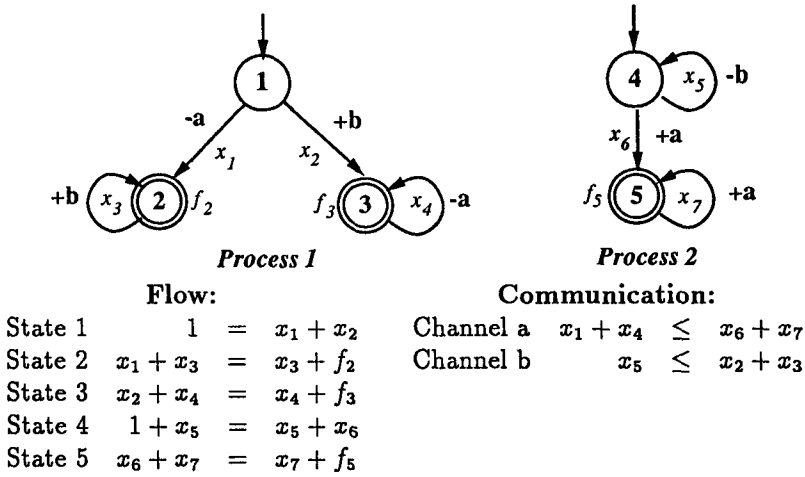 1
-a
+b
x₁
x₂
+b
x₃
2
f₂
f₃
3
x₄
-a
Process 1
4
x₅
-b
x₆
+a
f₅
5
x₇
+a
Process 2
Flow:
State 1 1 = x₁ + x₂
State 2 x₁ + x₃ = x₃ + f₂
State 3 x₂ + x₄ = x₄ + f₃
State 4 1 + x₅ = x₅ + x₆
State 5 x₆ + x₇ = x₇ + f₅
Communication:
Channel a x₁ + x₄ ≤ x₆ + x₇
Channel b x₅ ≤ x₂ + x₃